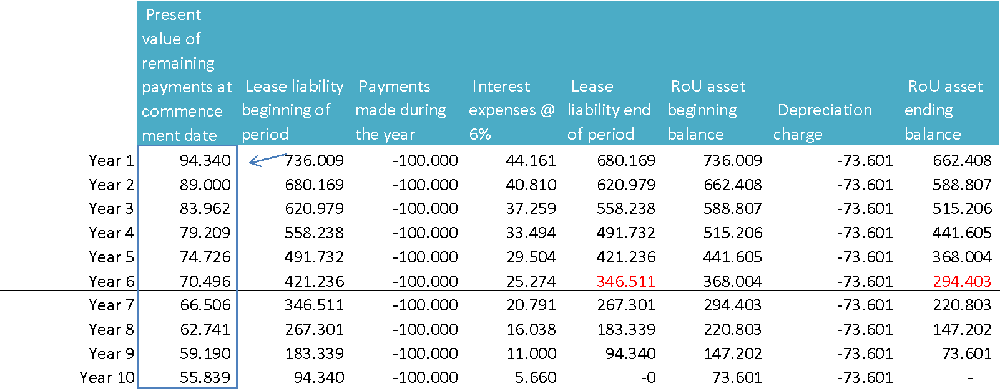 Present
value of
remaining
payments at Lease liability Payments Interest Lease RoU asset RoU asset
commence beginning of made during expenses @ liability end beginning Depreciation ending
ment date period the year 6% of period balance charge balance
Year 1 94.340 736.009 -100.000 44.161 680.169 736.009 -73.601 662.408
Year 2 89.000 680.169 -100.000 40.810 620.979 662.408 -73.601 588.807
Year 3 83.962 620.979 -100.000 37.259 558.238 588.807 -73.601 515.206
Year 4 79.209 558.238 -100.000 33.494 491.732 515.206 -73.601 441.605
Year 5 74.726 491.732 -100.000 29.504 421.236 441.605 -73.601 368.004
Year 6 70.496 421.236 -100.000 25.274 346.511 368.004 -73.601 294.403
Year 7 66.506 346.511 -100.000 20.791 267.301 294.403 -73.601 220.803
Year 8 62.741 267.301 -100.000 16.038 183.339 220.803 -73.601 147.202
Year 9 59.190 183.339 -100.000 11.000 94.340 147.202 -73.601 73.601
Year 10 55.839 94.340 -100.000 5.660 -0 73.601 -73.601 -